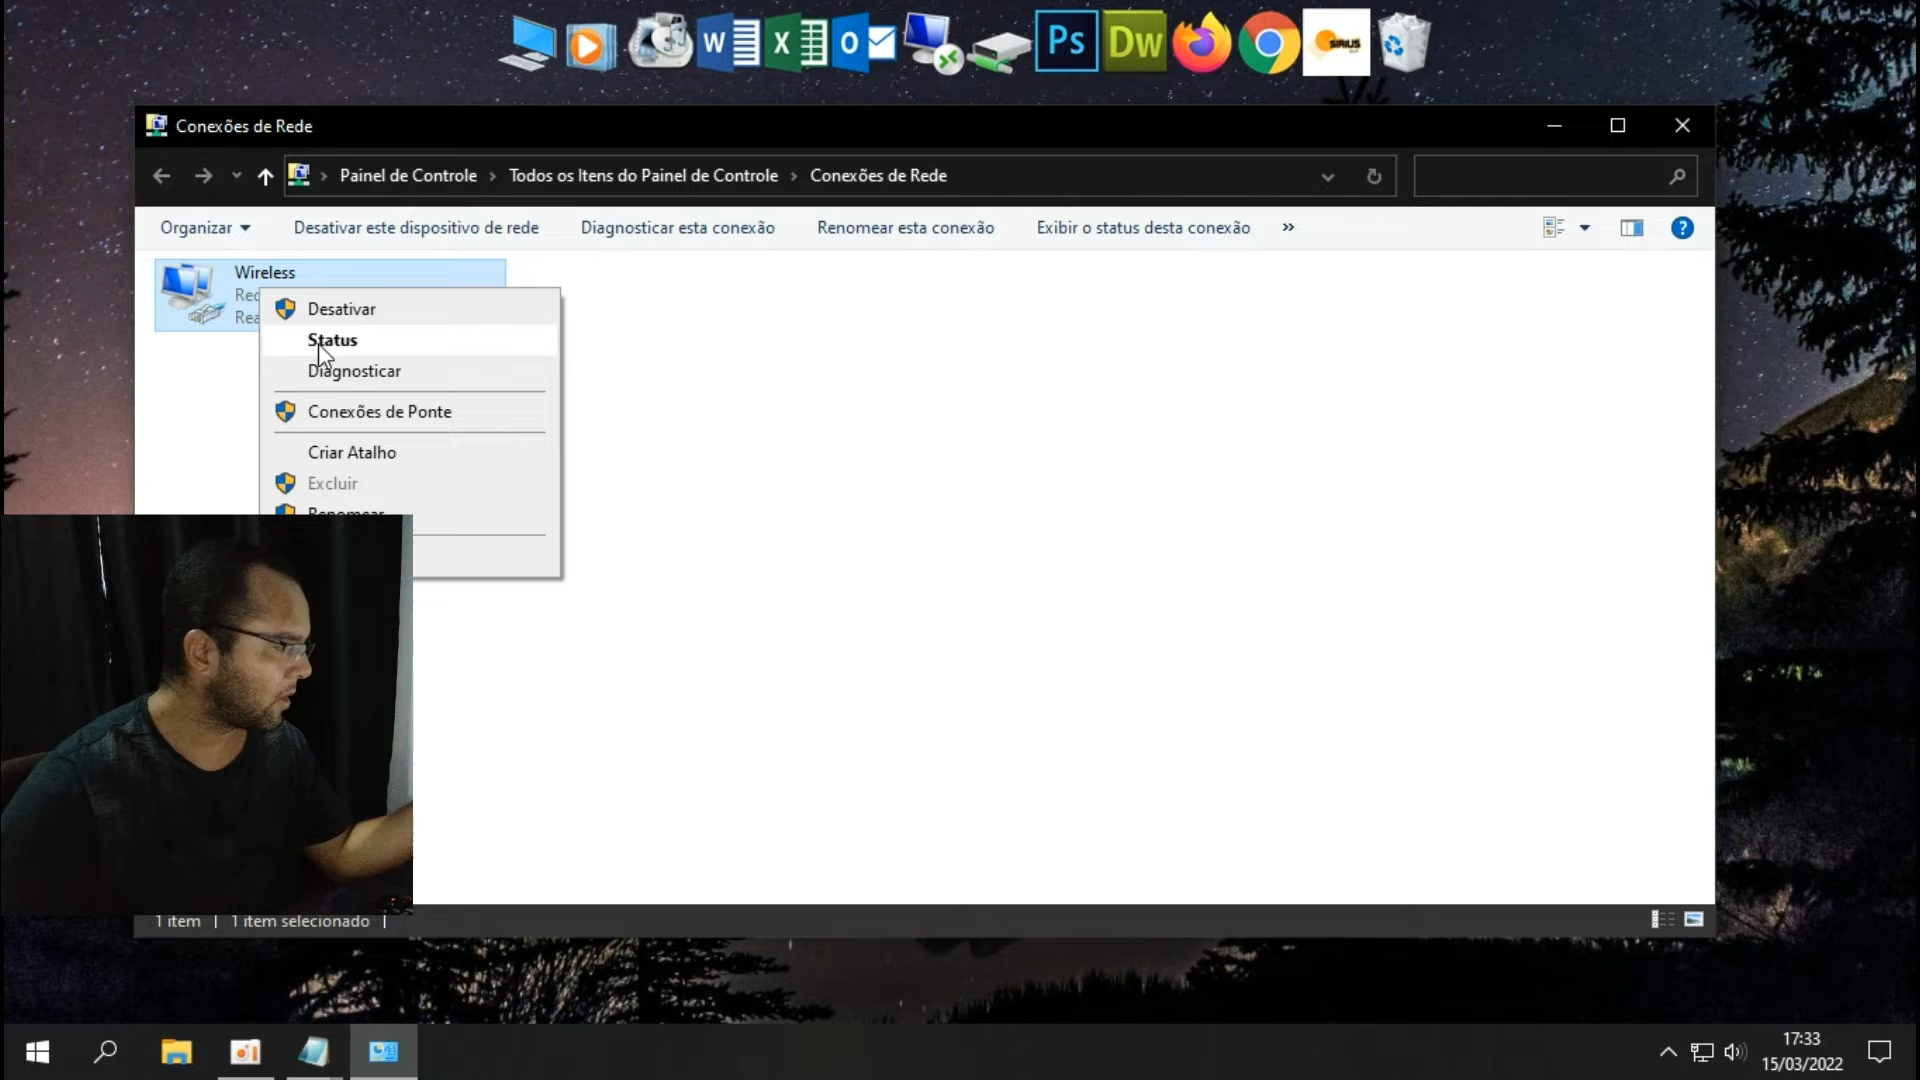 W
X
O
Ps
Dw
SIRIUS
Conexões de Rede
Painel de Controle > Todos os Itens do Painel de Controle > Conexões de Rede
Organizar
Desativar este dispositivo de rede
Diagnosticar esta conexão
Renomear esta conexão
Exibir o status desta conexão
»
?
Wireless
Desativar
Status
Diagnosticar
Conexões de Ponte
Criar Atalho
Excluir
Renomear
1 item | 1 item selecionado |
17:33
15/03/2022